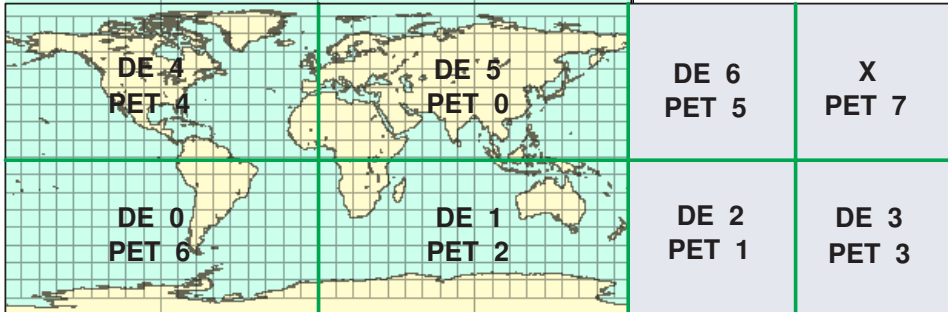 DE 4
PET 4
DE 5
PET 0
DE 6
PET 5
X
PET 7
DE 0
PET 6
DE 1
PET 2
DE 2
PET 1
DE 3
PET 3